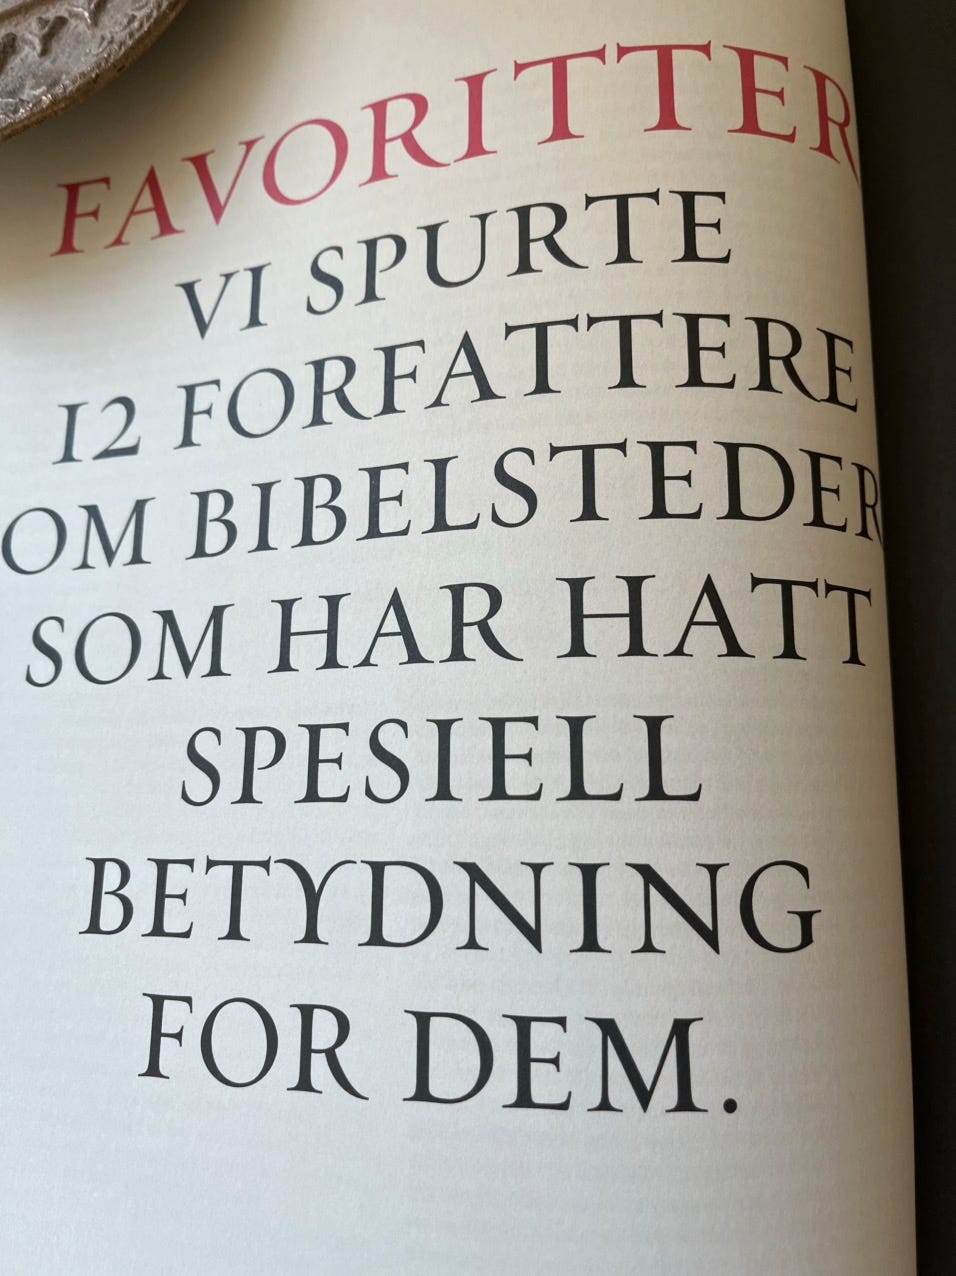 FAVORITTER
VI SPURTE
12 FORFATTERE
OM BIBELSTEDER
SOM HAR HATT
SPESIELL
BETYDNING
FOR DEM.